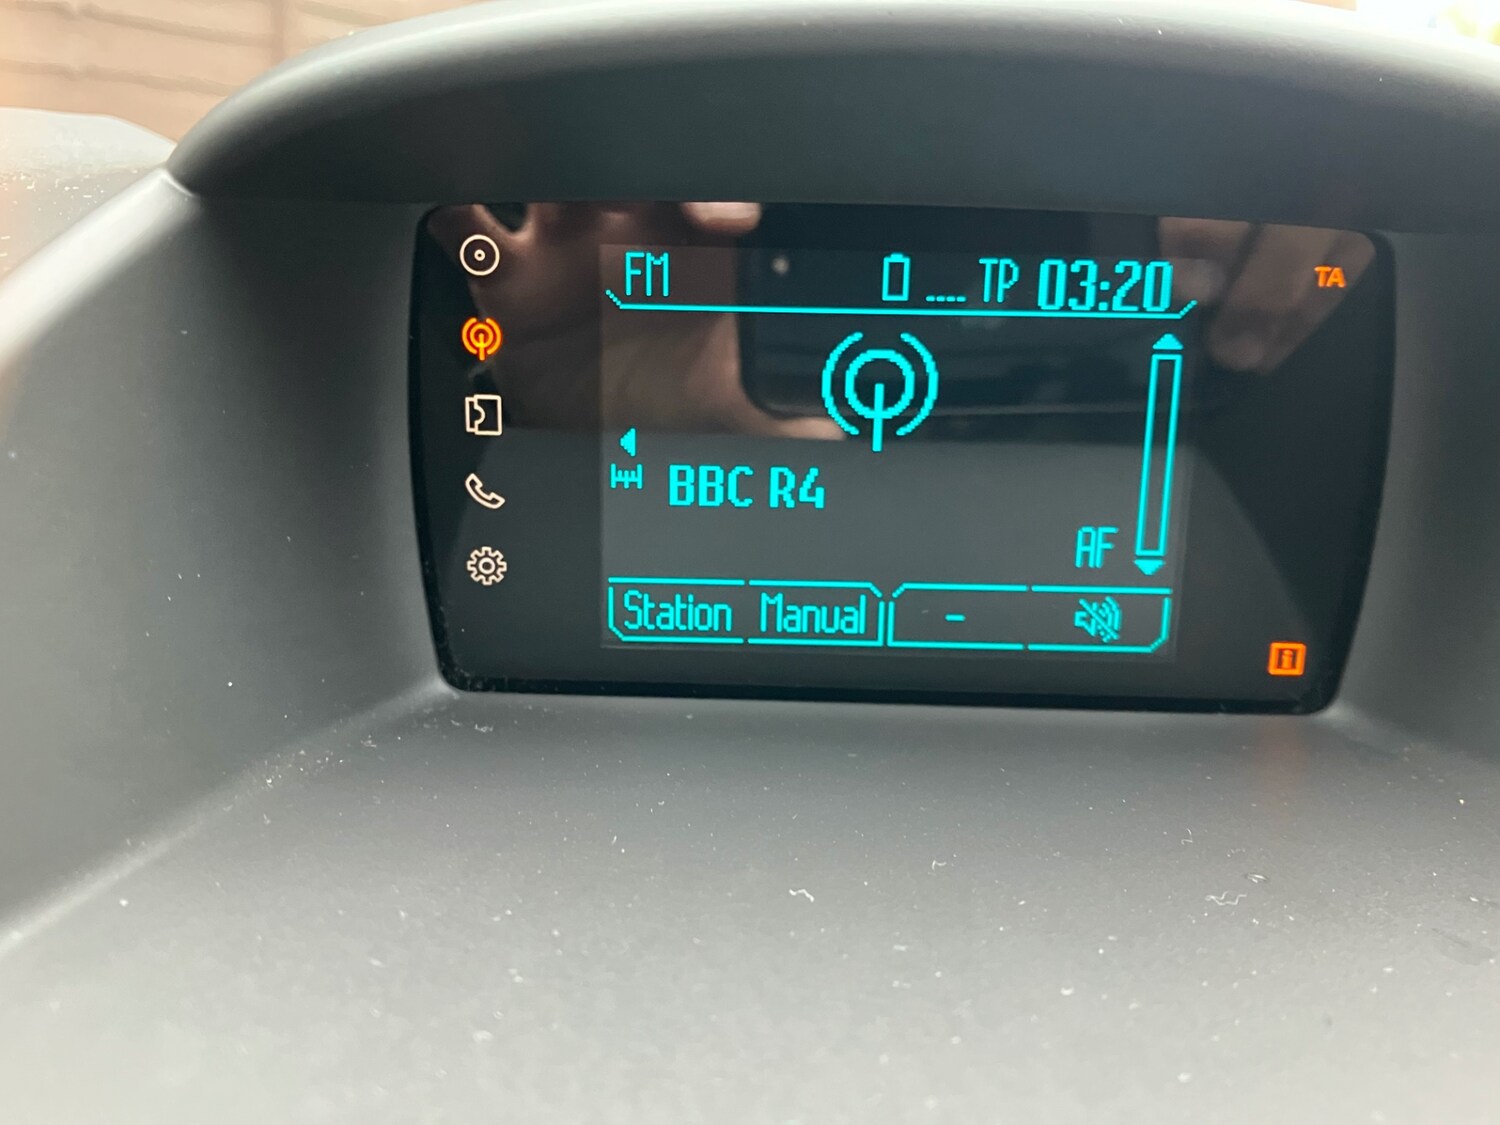 FM TP 03:20
TA
BBC R4
AF
Station Manual -
i